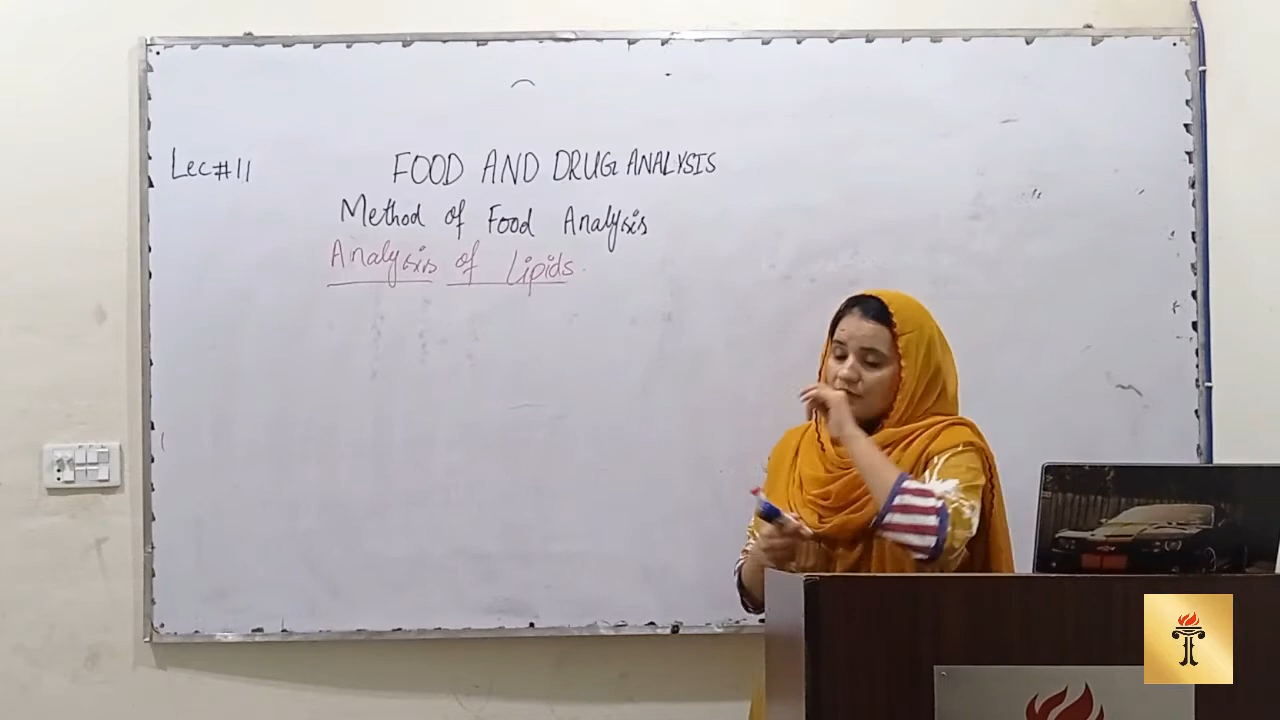 Lec#11 FOOD AND DRUG ANALYSIS
Method of Food Analysis
Analysis of Lipids.